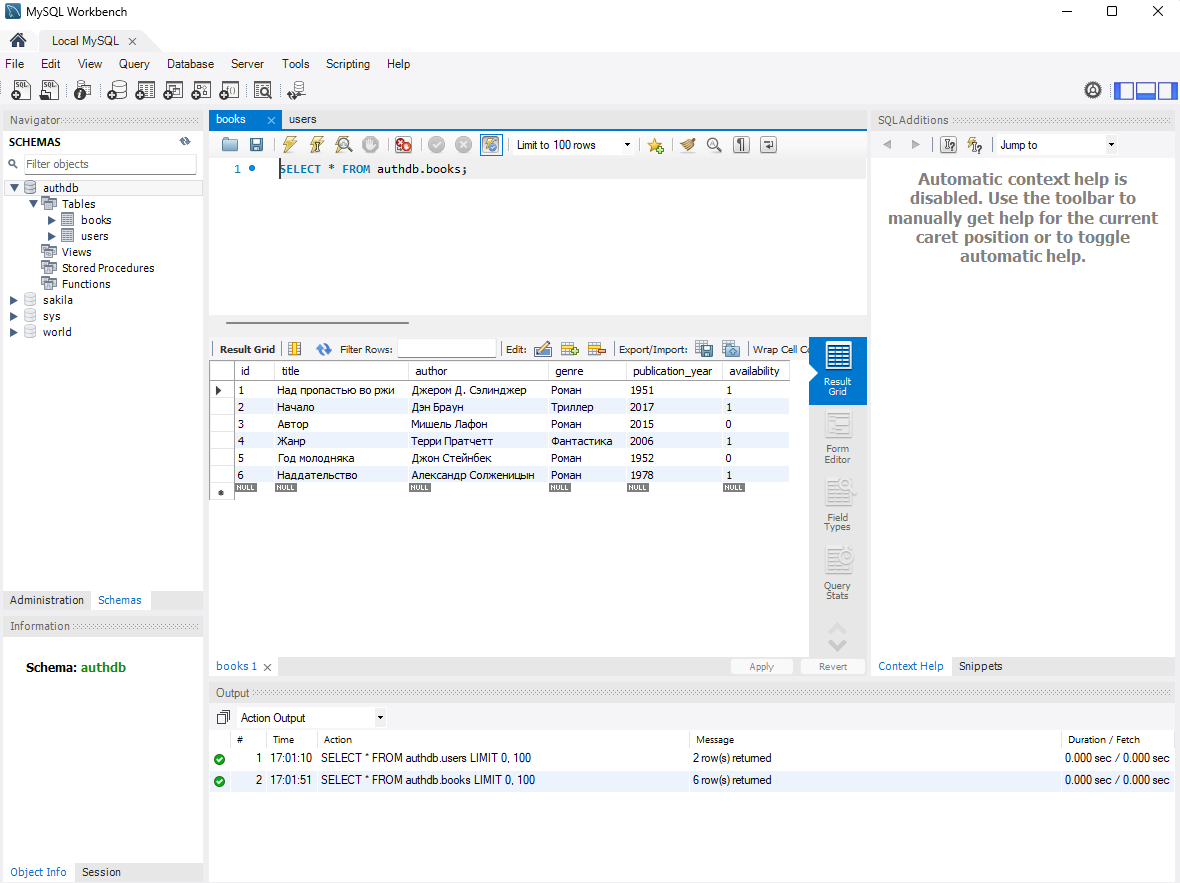 MySQL Workbench
Local MySQL
File Edit View Query Database Server Tools Scripting Help
Navigator
SCHEMAS
Filter objects
authdb
Tables
books
users
Views
Stored Procedures
Functions
sakila
sys
world
Administration Schemas
Information
Schema: authdb
Object Info Session
books users
Limit to 100 rows
1 SELECT * FROM authdb.books;
Result Grid Filter Rows: Edit: Export/Import: Wrap Cell Co
id title author genre publication_year availability
1 Над пропастью во ржи Джером Д. Сэлинджер Роман 1951 1
2 Начало Дэн Браун Триллер 2017 1
3 Автор Мишель Лафон Роман 2015 0
4 Жанр Терри Пратчетт Фантастика 2006 1
5 Год молодняка Джон Стейнбек Роман 1952 0
6 Наддательство Александр Солженицын Роман 1978 1
NULL NULL NULL NULL NULL NULL
Result
Grid
Form
Editor
Field
Types
Query
Stats
books 1 Apply Revert
SQLAdditions
Jump to
Automatic context help is
disabled. Use the toolbar to
manually get help for the current
caret position or to toggle
automatic help.
Context Help Snippets
Output
Action Output
# Time Action Message Duration / Fetch
1 17:01:10 SELECT * FROM authdb.users LIMIT 0, 100 2 row(s) returned 0.000 sec / 0.000 sec
2 17:01:51 SELECT * FROM authdb.books LIMIT 0, 100 6 row(s) returned 0.000 sec / 0.000 sec